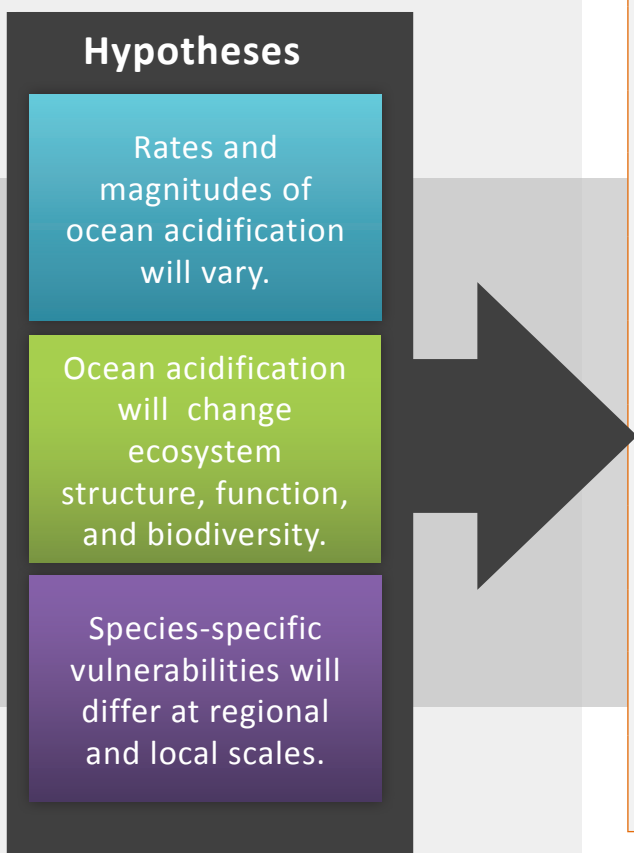 Hypotheses
Rates and
magnitudes of
ocean acidification
will vary.
Ocean acidification
will  change
ecosystem
structure, function,
and biodiversity.
Species-specific
vulnerabilities will
differ at regional
and local scales.